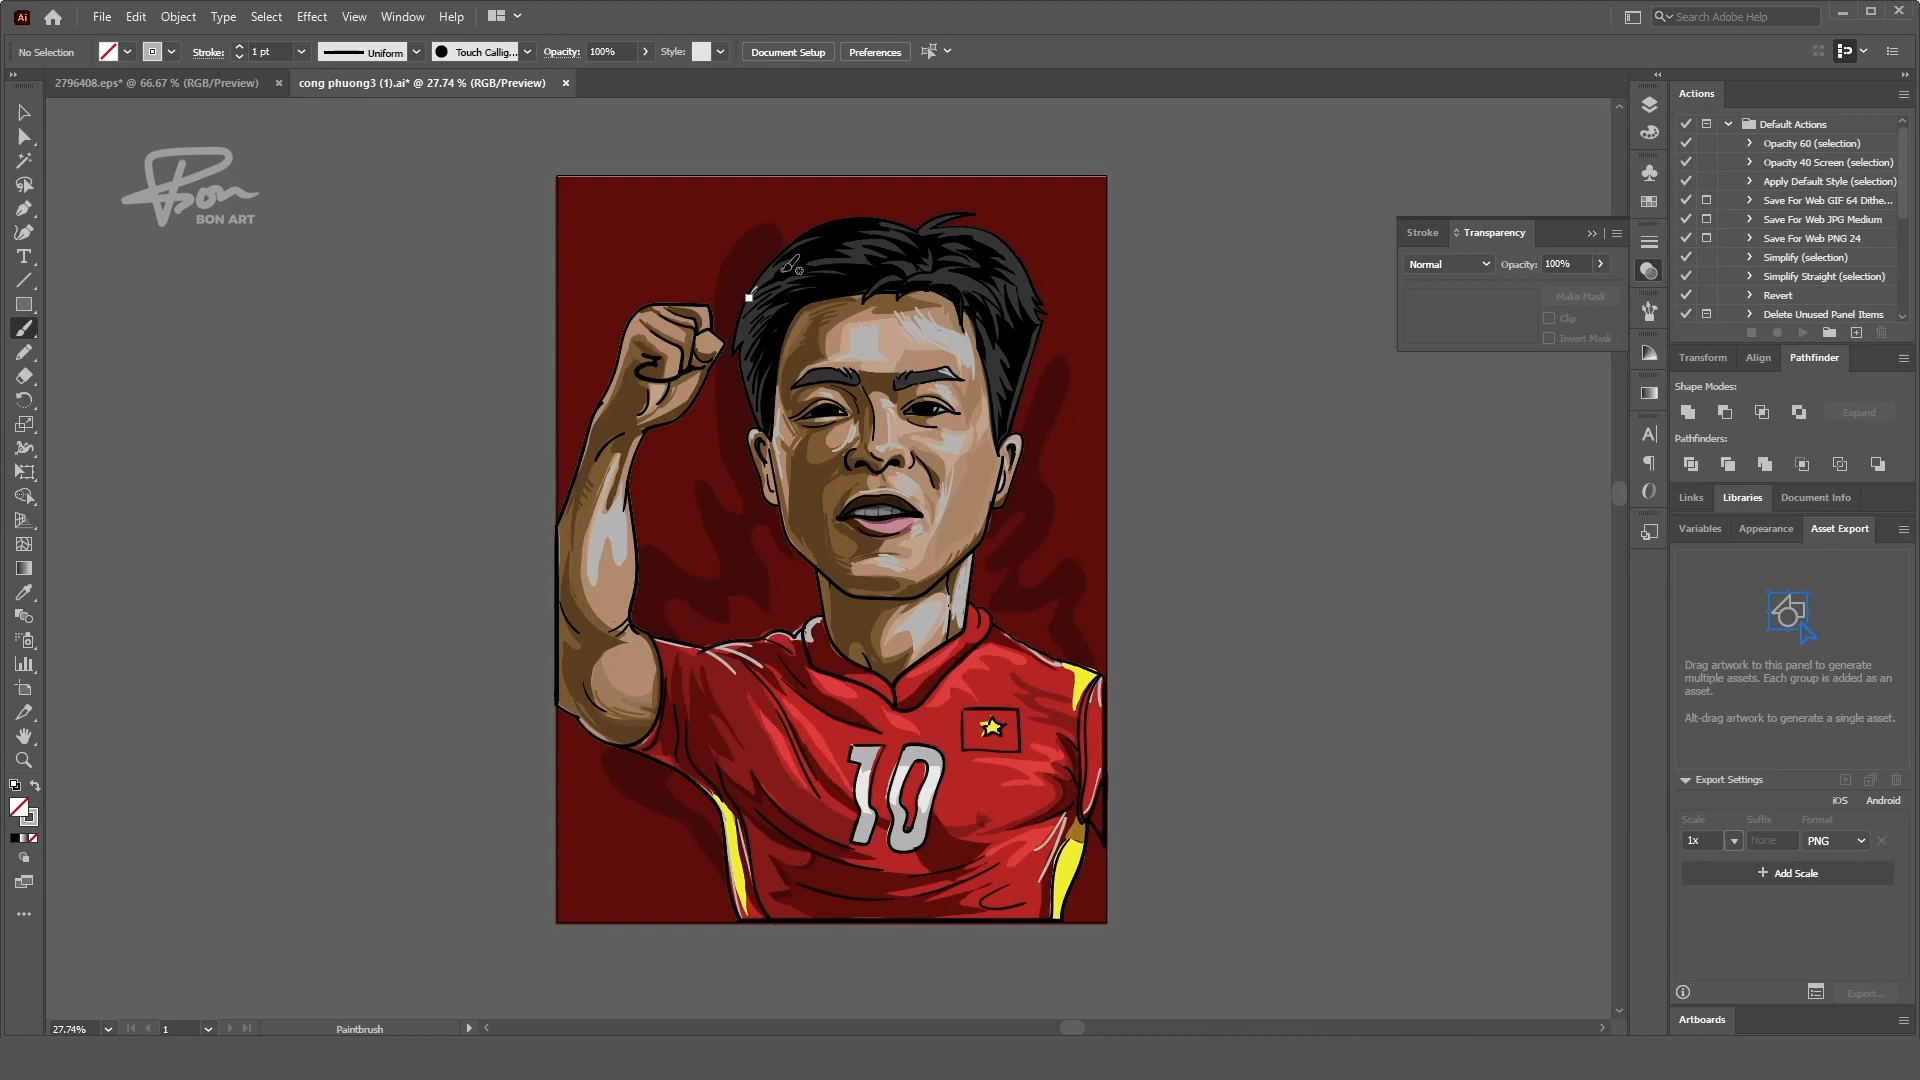 Ai File Edit Object Type Select Effect View Window Help Search Adobe Help
No Selection Stroke: 1 pt Uniform Touch Callig... Opacity: 100% Style: Document Setup Preferences
2796408.eps* @ 66.67 % (RGB/Preview) × cong phuong3 (1).ai* @ 27.74 % (RGB/Preview) ×
Bon
BON ART
10
Stroke Transparency
Normal Opacity: 100%
Make Mask
Clip
Invert Mask
Actions
Default Actions
Opacity 60 (selection)
Opacity 40 Screen (selection)
Apply Default Style (selection)
Save For Web GIF 64 Dithe...
Save For Web JPG Medium
Save For Web PNG 24
Simplify (selection)
Simplify Straight (selection)
Revert
Delete Unused Panel Items
Transform Align Pathfinder
Shape Modes:
Expand
Pathfinders:
Links Libraries Document Info
Variables Appearance Asset Export
Drag artwork to this panel to generate
multiple assets. Each group is added as an
asset.
Alt-drag artwork to generate a single asset.
Export Settings
iOS Android
Scale Suffix Format
1x None PNG
+ Add Scale
Export...
Artboards
27.74% 1 Paintbrush